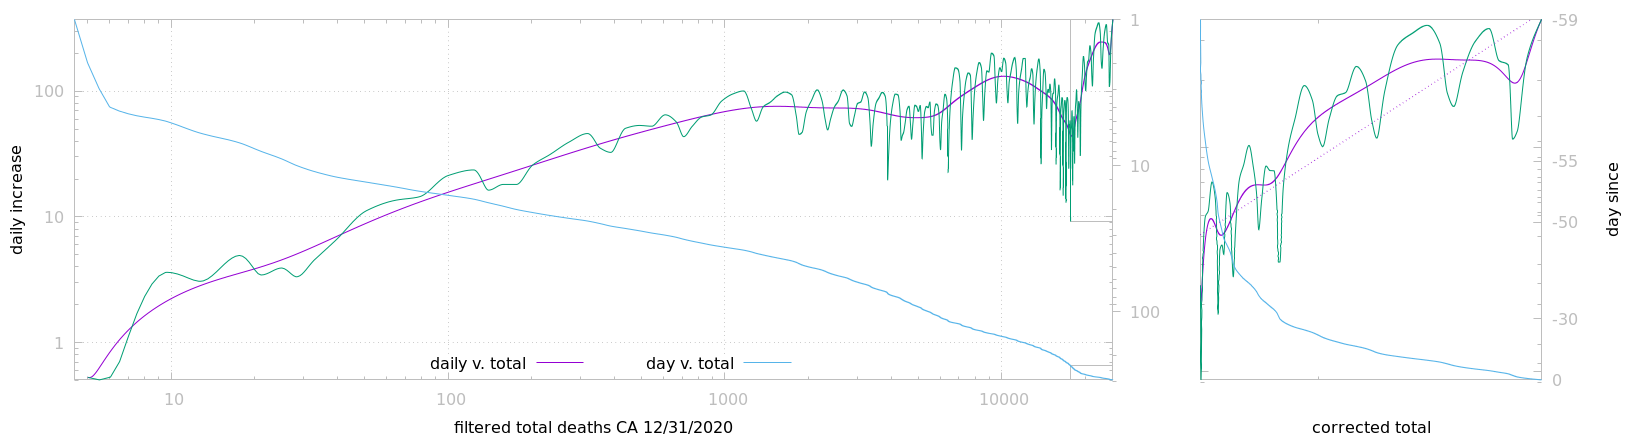 daily increase
100
10
1
1
10
100
10
100
1000
10000
daily v. total
day v. total
filtered total deaths CA 12/31/2020
-59
-55
-50
-30
0
day since
corrected total